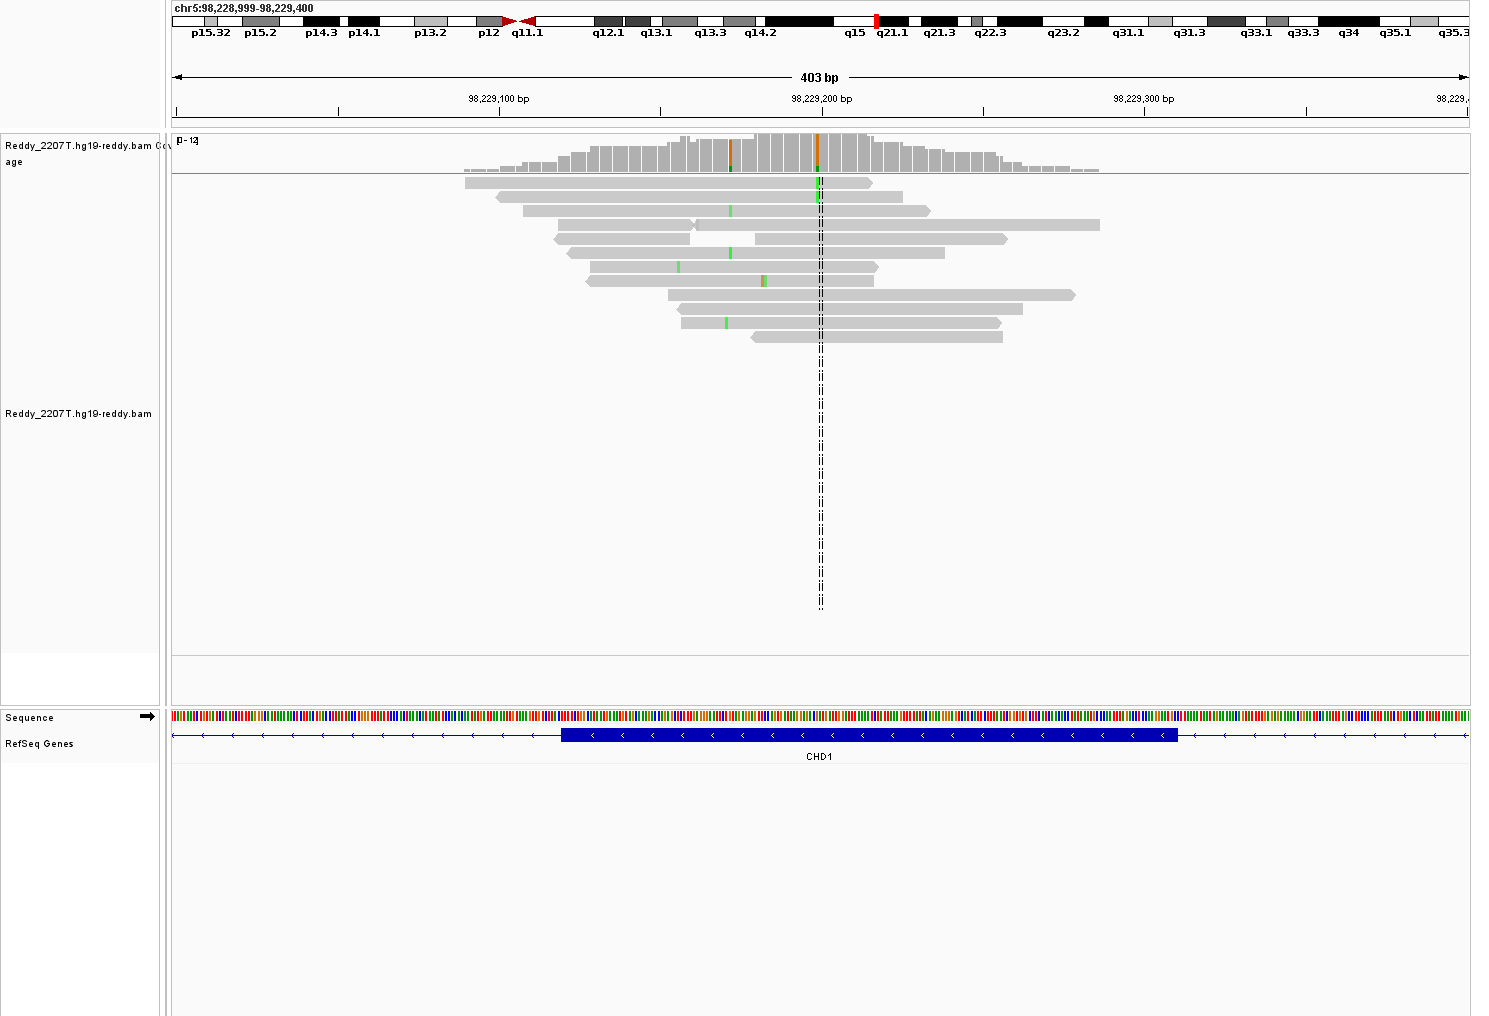 chr5:98,228,999-98,229,400
p15.32 p15.2 p14.3 p14.1 p13.2 p12 q11.1 q12.1 q13.1 q13.3 q14.2 q15 q21.1 q21.3 q22.3 q23.2 q23.2 q31.1 q31.3 q33.1 q33.3 q34 q35.1 q35.3
403 bp
98,229,100 bp 98,229,200 bp 98,229,300 bp 98,229,
Reddy_2207T.hg19-reddy.bam Cov
age
[0 - 12]
Reddy_2207T.hg19-reddy.bam
Sequence
RefSeq Genes
CHD1